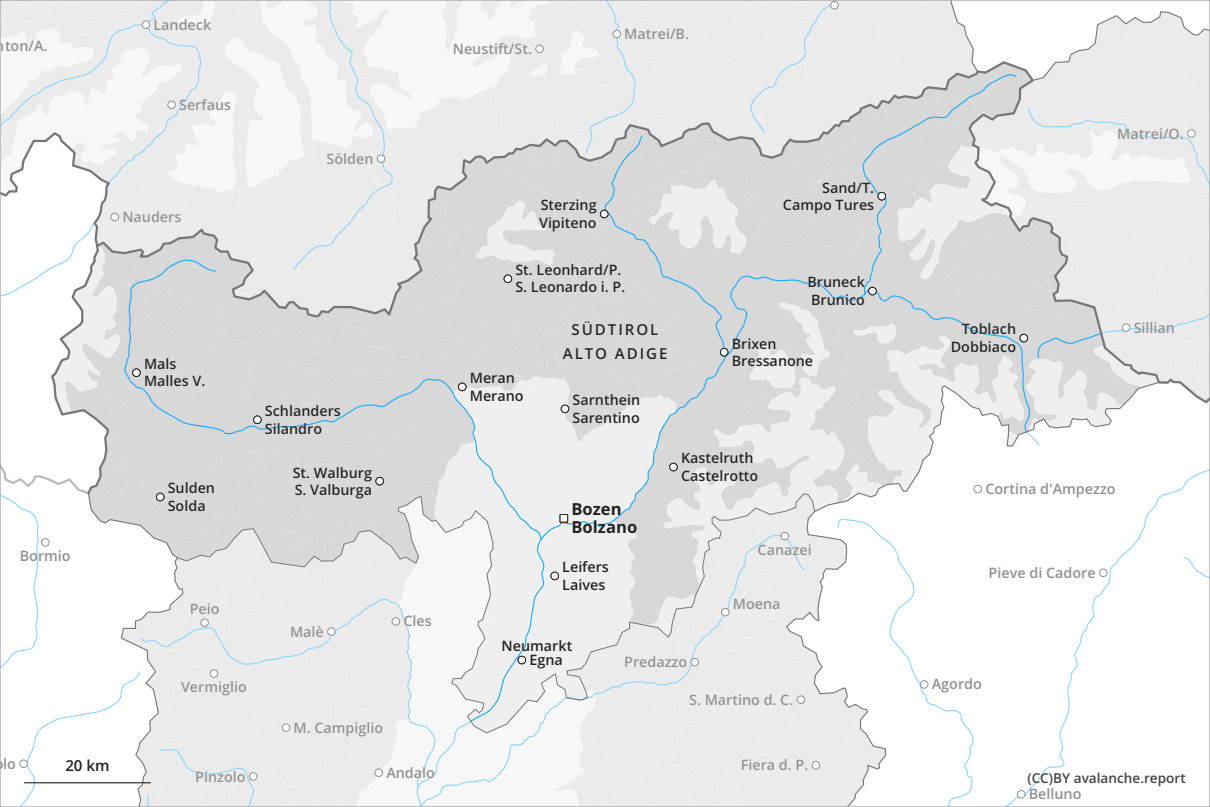 Landeck
Matrei/B.
nton/A.
Neustift/St.
Serfaus
Matrei/O.
Sölden
Sand/T.
Campo Tures
Sterzing
Vipiteno
Nauders
St. Leonhard/P.
S. Leonardo i. P.
Bruneck
Brunico
SÜDTIROL
ALTO ADIGE
Toblach
Dobbiaco
Sillian
Brixen
Bressanone
Mals
Malles V.
Meran
Merano
Sarnthein
Sarentino
Schlanders
Silandro
Kastelruth
Castelrotto
St. Walburg
S. Valburga
Sulden
Solda
Cortina d'Ampezzo
Bozen
Bolzano
Bormio
Canazei
Leifers
Laives
Pieve di Cadore
Peio
Moena
Malè
Cles
Neumarkt
Egna
Predazzo
Vermiglio
Agordo
S. Martino d. C.
M. Campiglio
olo
20 km
Pinzolo
Andalo
Fiera d. P.
(CC)BY avalanche.report
Belluno